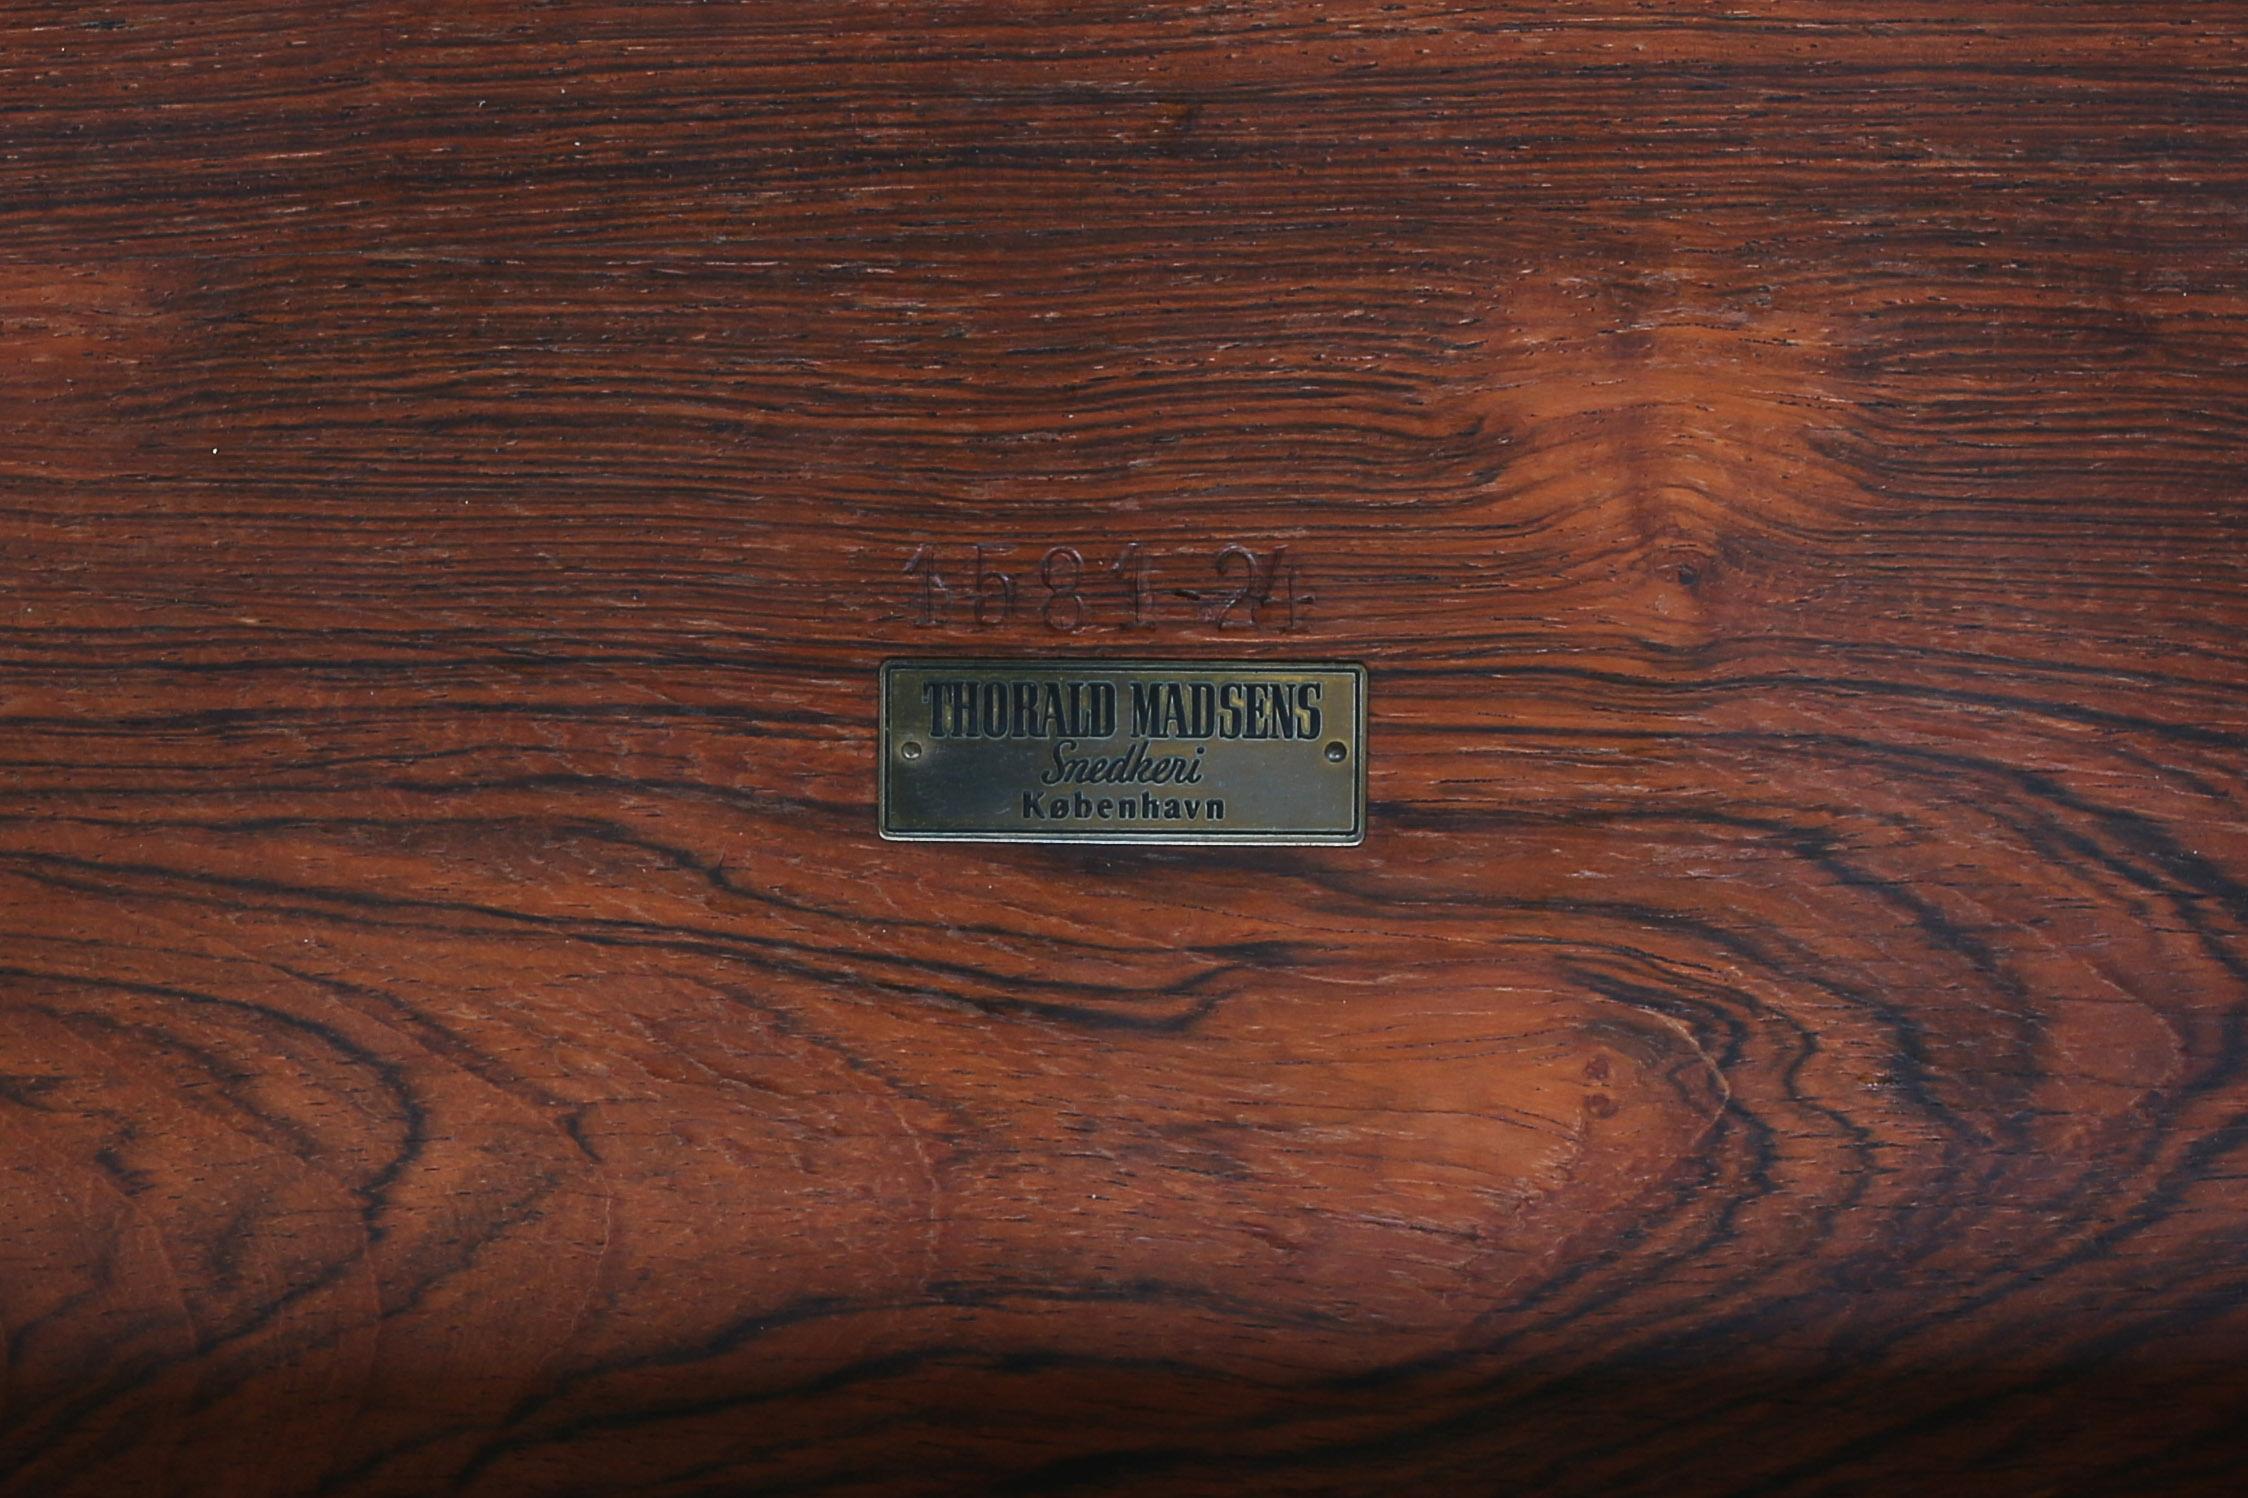 1581-24
THORALD MADSENS
Snedkeri
København